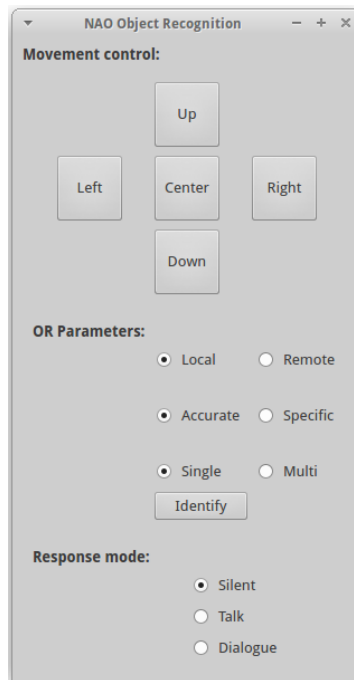 NAO Object Recognition
Movement control:
Up
Left Center Right
Down
OR Parameters:
Local Remote
Accurate Specific
Single Multi
Identify
Response mode:
Silent
Talk
Dialogue